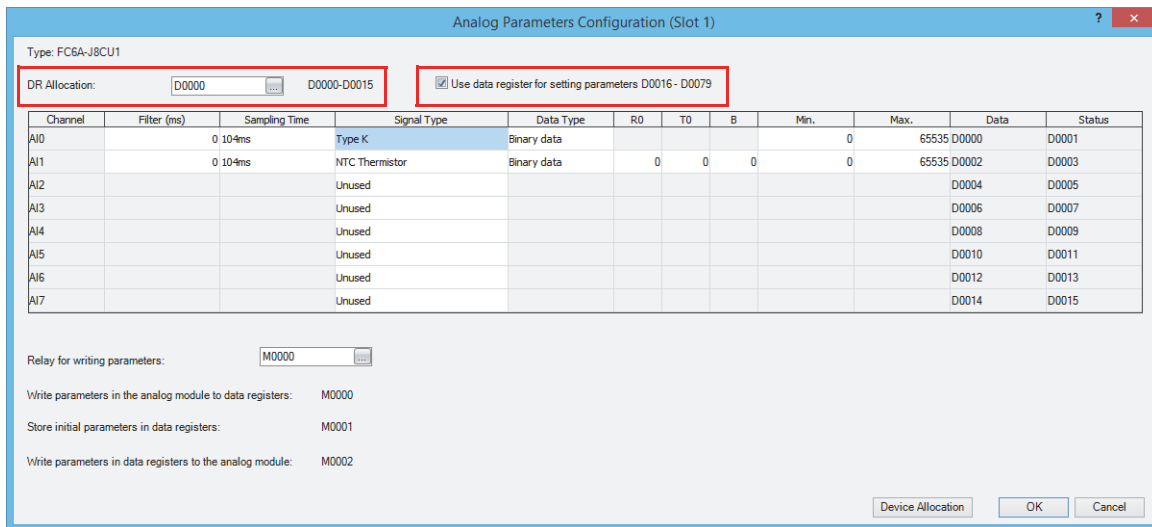 Analog Parameters Configuration (Slot 1)
? ×
Type: FC6A-J8CU1
DR Allocation: D0000 ... D0000-D0015 Use data register for setting parameters D0016 - D0079
Channel Filter (ms) Sampling Time Signal Type Data Type R0 T0 B Min. Max. Data Status
AI0 0 104ms Type K Binary data 0 65535 D0000 D0001
AI1 0 104ms NTC Thermistor Binary data 0 0 0 0 65535 D0002 D0003
AI2 Unused D0004 D0005
AI3 Unused D0006 D0007
AI4 Unused D0008 D0009
AI5 Unused D0010 D0011
AI6 Unused D0012 D0013
AI7 Unused D0014 D0015
Relay for writing parameters: M0000 ...
Write parameters in the analog module to data registers: M0000
Store initial parameters in data registers: M0001
Write parameters in data registers to the analog module: M0002
Device Allocation OK Cancel